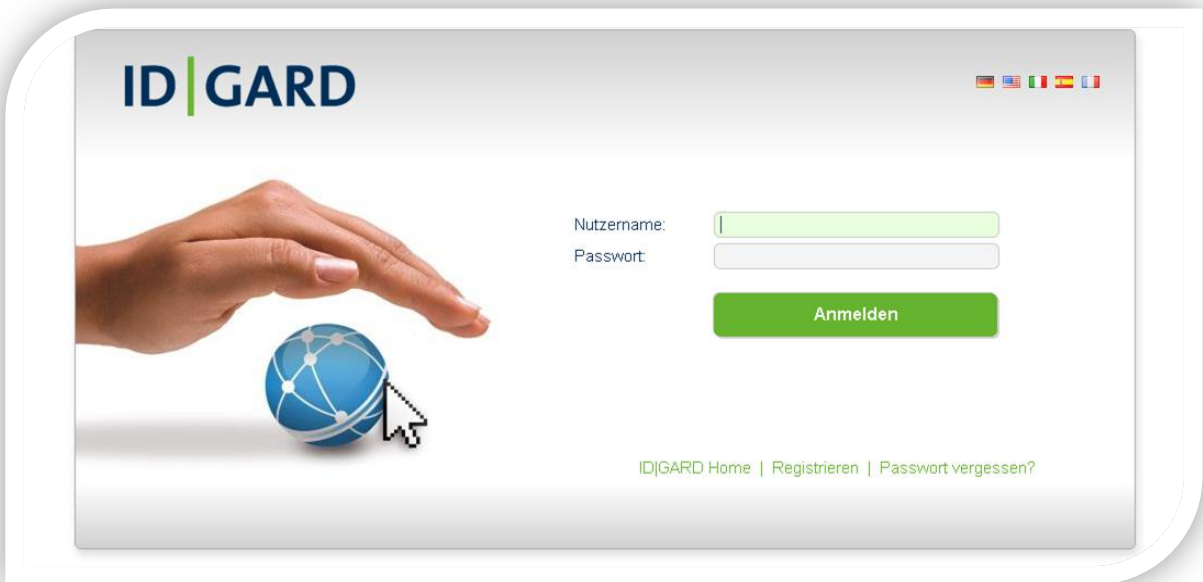 ID|GARD
Nutzername:
Passwort:
Anmelden
ID|GARD Home | Registrieren | Passwort vergessen?